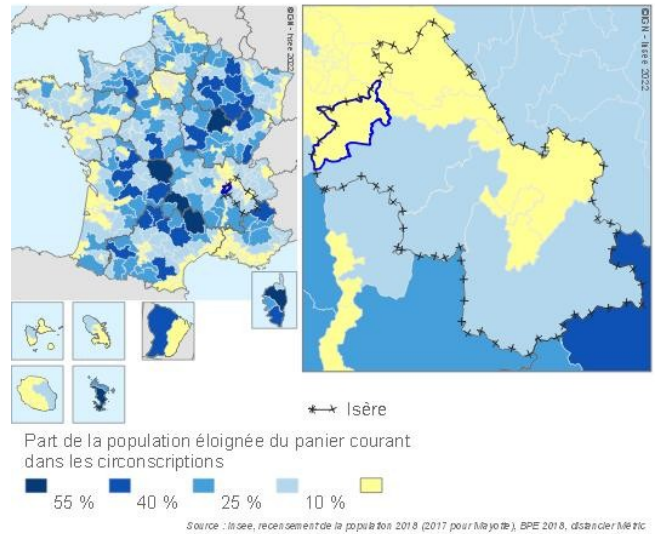 ©IGN - Insee 2022
©IGN - Insee 2022
Isère
Part de la population éloignée du panier courant
dans les circonscriptions
55 % 40 % 25 % 10 %
Source : Insee, recensement de la population 2018 (2017 pour Mayotte), BPE 2018, distancier Métric